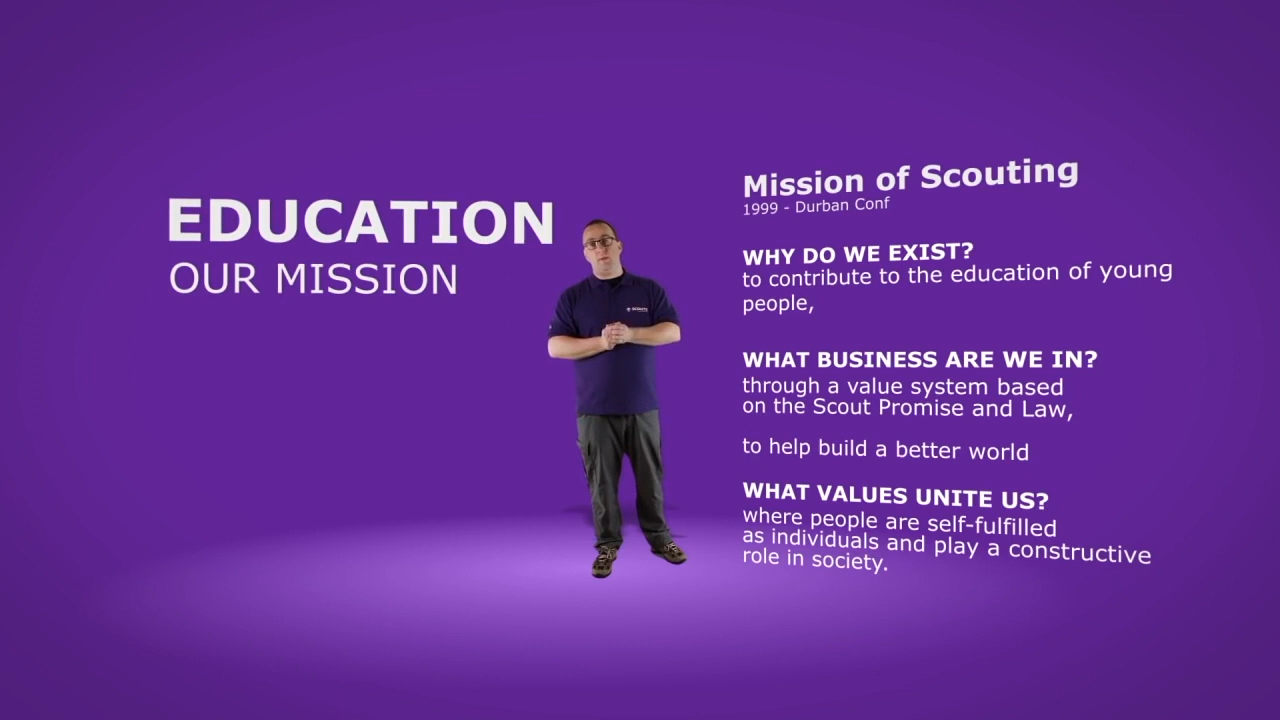 EDUCATION
OUR MISSION
SCOUTS
Mission of Scouting
1999 - Durban Conf
WHY DO WE EXIST?
to contribute to the education of young
people,
WHAT BUSINESS ARE WE IN?
through a value system based
on the Scout Promise and Law,
to help build a better world
WHAT VALUES UNITE US?
where people are self-fulfilled
as individuals and play a constructive
role in society.